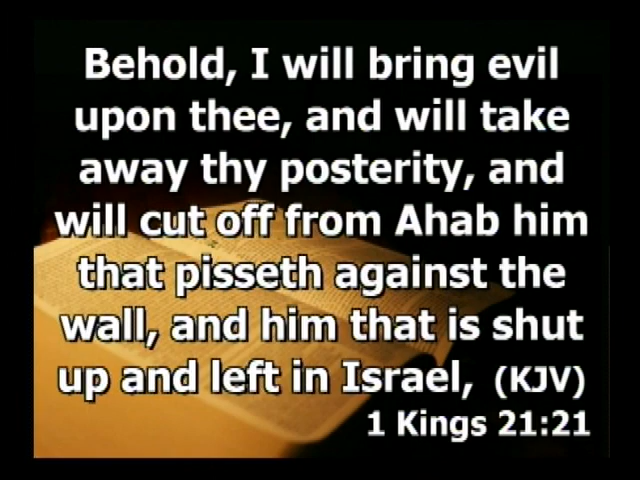 Behold, I will bring evil
upon thee, and will take
away thy posterity, and
will cut off from Ahab him
that pisseth against the
wall, and him that is shut
up and left in Israel, (KJV)
1 Kings 21:21